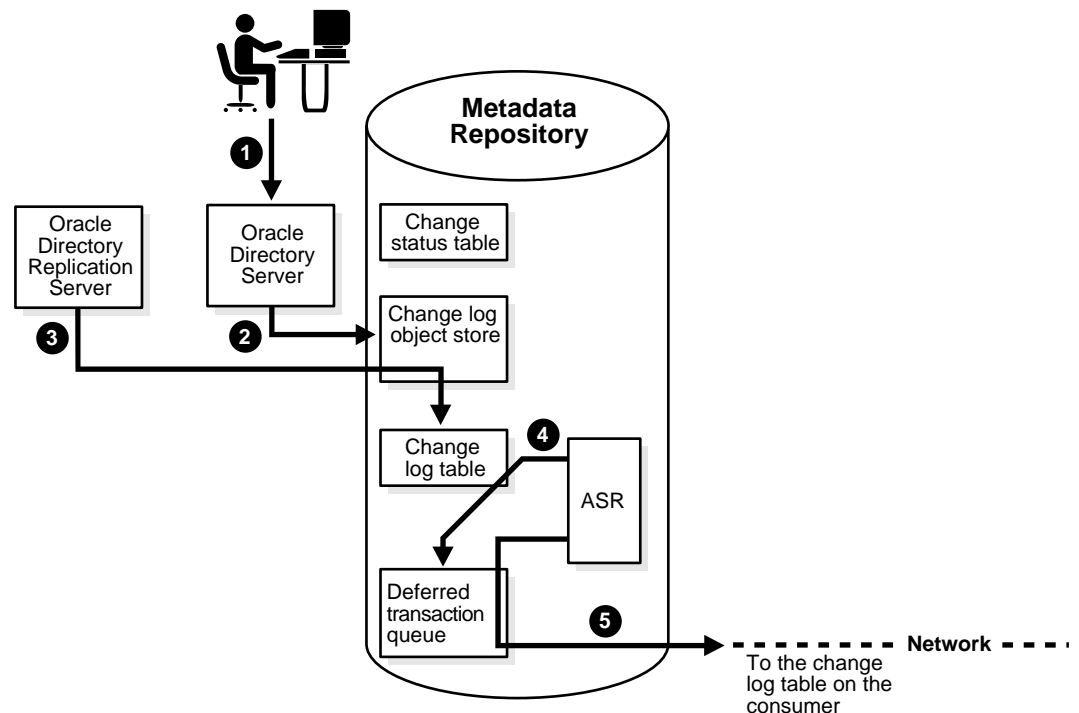 Metadata
Repository
1
Oracle
Directory
Replication
Server
Oracle
Directory
Server
Change
status table
3
2
Change log
object store
Change
log table
4
ASR
Deferred
transaction
queue
5
Network
To the change
log table on the
consumer